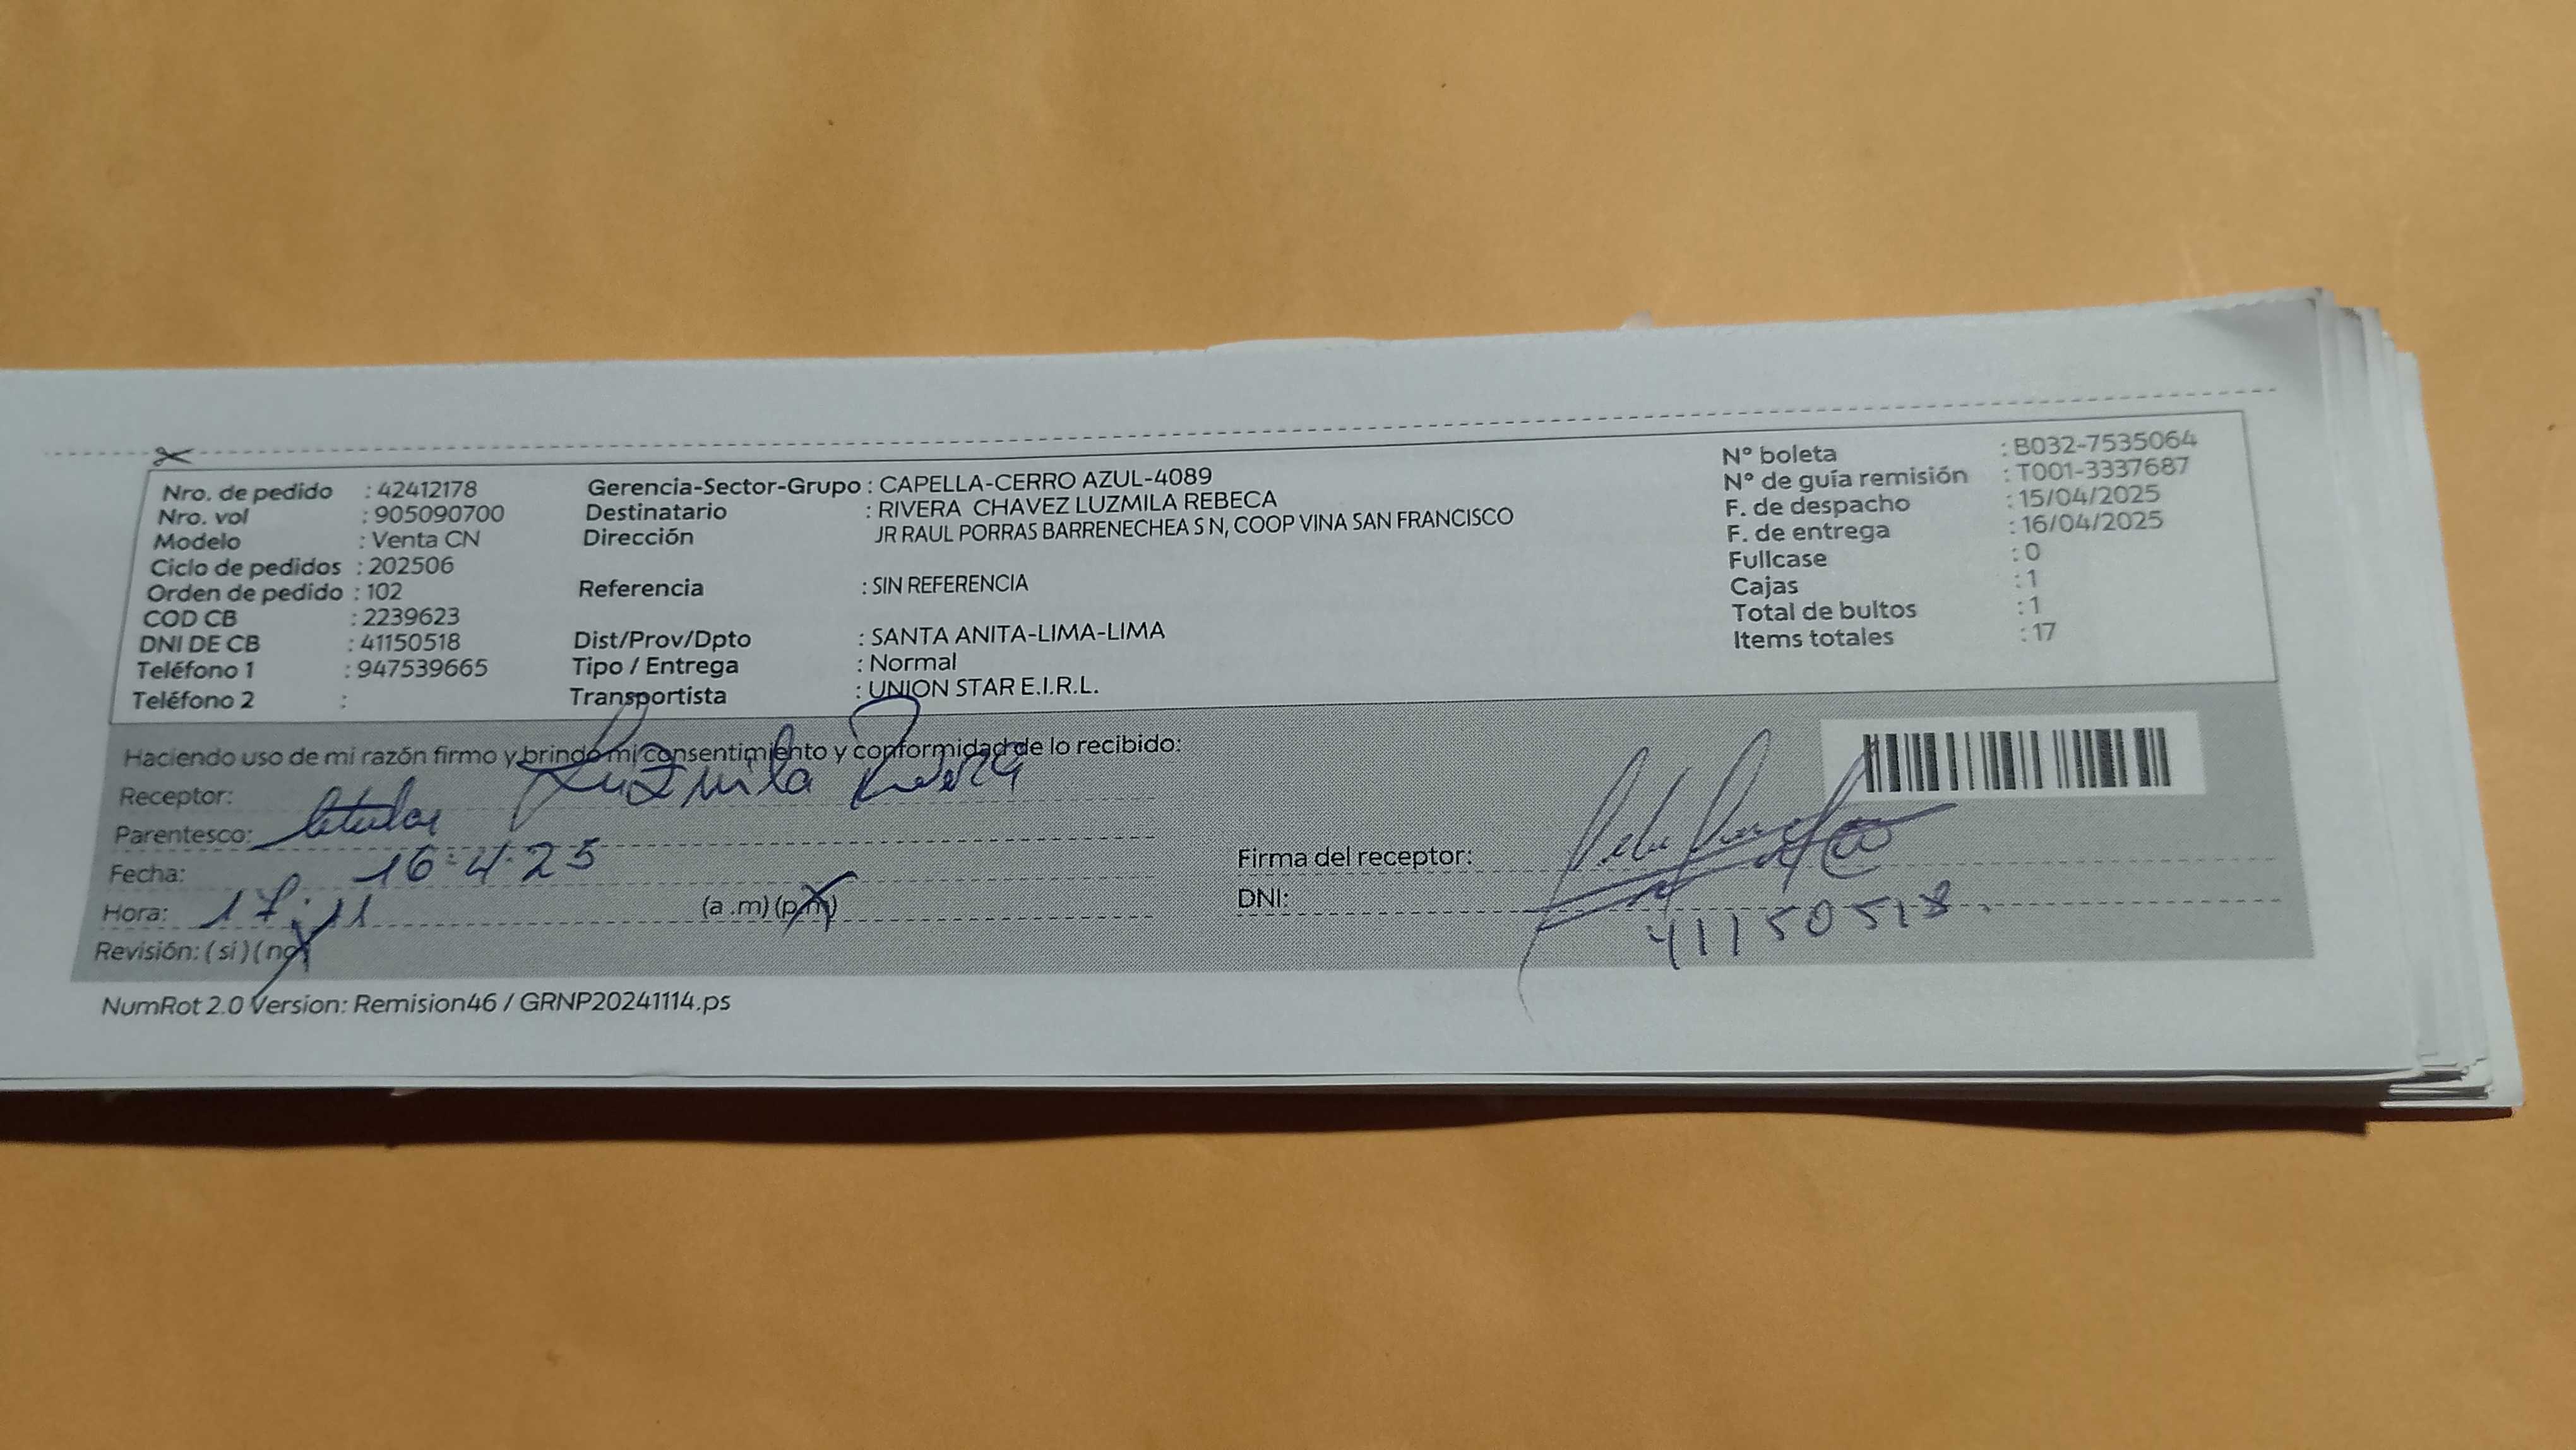 Nro. de pedido : 42412178
Nro. vol : 905090700
Modelo : Venta CN
Ciclo de pedidos : 202506
Orden de pedido : 102
COD CB : 2239623
DNI DE CB : 41150518
Teléfono 1 : 947539665
Teléfono 2 :
Gerencia-Sector-Grupo : CAPELLA-CERRO AZUL-4089
Destinatario : RIVERA CHAVEZ LUZMILA REBECA
Dirección JR RAUL PORRAS BARRENECHEA S N, COOP VINA SAN FRANCISCO
Referencia : SIN REFERENCIA
Dist/Prov/Dpto : SANTA ANITA-LIMA-LIMA
Tipo / Entrega : Normal
Transportista : UNION STAR E.I.R.L.
N° boleta : B032-7535064
N° de guía remisión : T001-3337687
F. de despacho : 15/04/2025
F. de entrega : 16/04/2025
Fullcase : 0
Cajas : 1
Total de bultos : 1
Items totales : 17
Haciendo uso de mi razón firmo y brindo mi consentimiento y conformidad de lo recibido:
Receptor: Luzmila Rivera
Parentesco: titular
Fecha: 16-4-25
Hora: 17:11 (a .m) (p.m)
Revisión: ( si ) ( no )
Firma del receptor:
DNI: 41150518.
NumRot 2.0 Version: Remision46 / GRNP20241114.ps